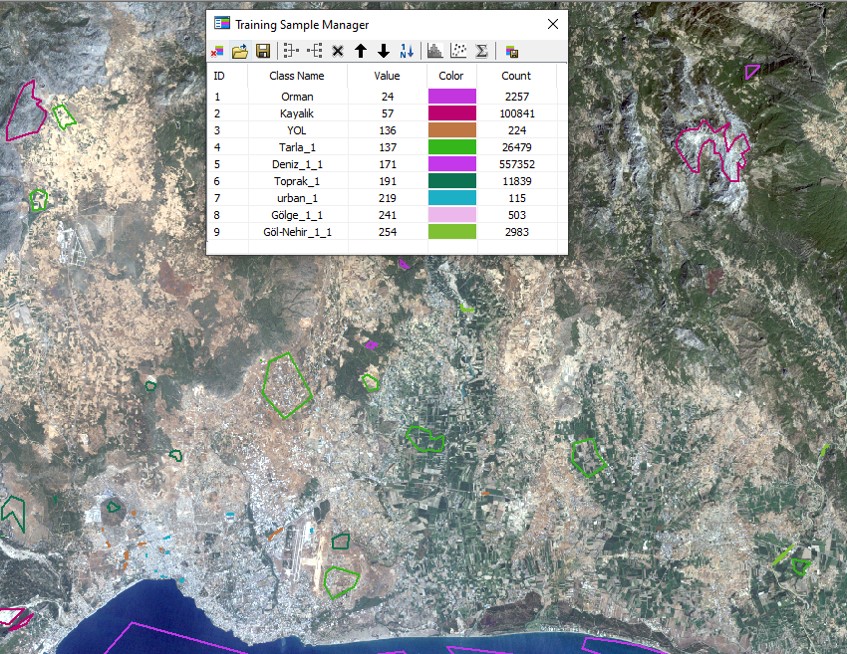 Training Sample Manager
ID Class Name Value Color Count
1 Orman 24 2257
2 Kayalık 57 100841
3 YOL 136 224
4 Tarla_1 137 26479
5 Deniz_1_1 171 557352
6 Toprak_1 191 11839
7 urban_1 219 115
8 Gölge_1_1 241 503
9 Göl-Nehir_1_1 254 2983